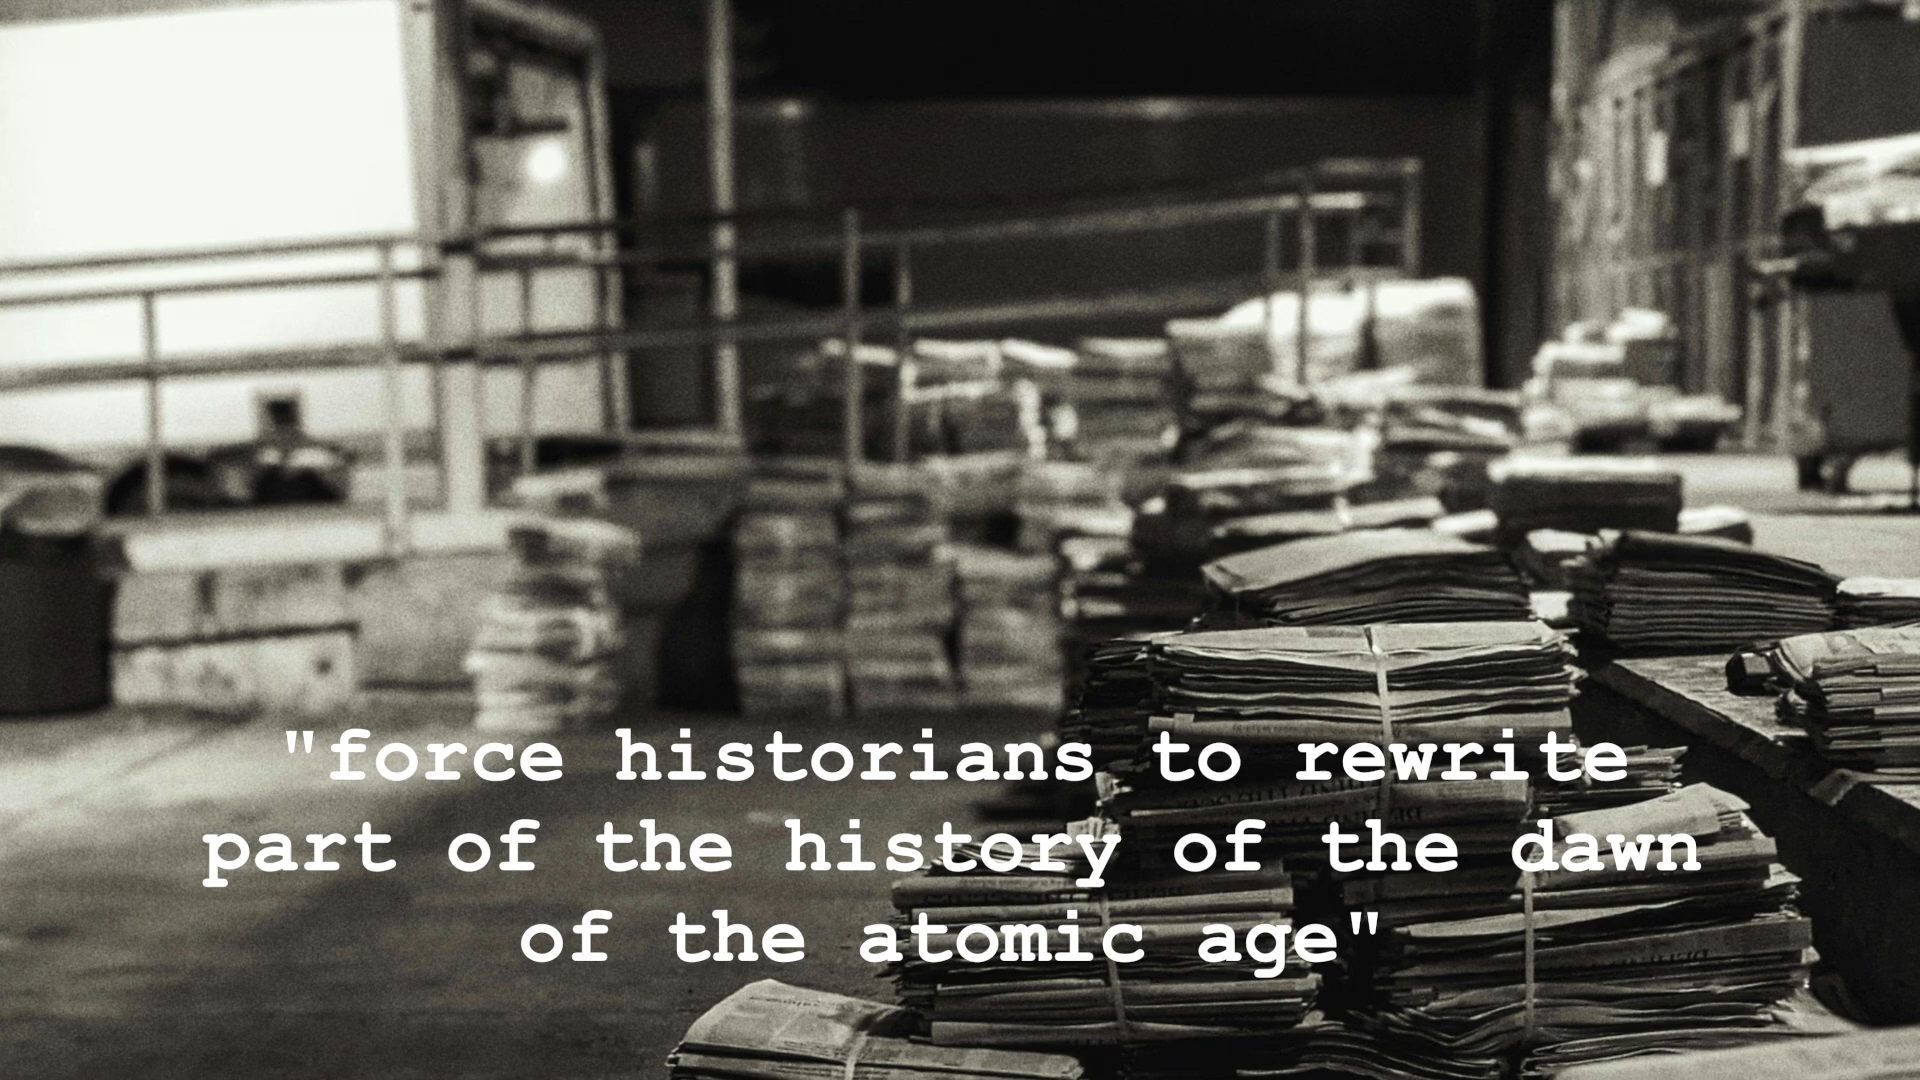 "force historians to rewrite
part of the history of the dawn
of the atomic age"